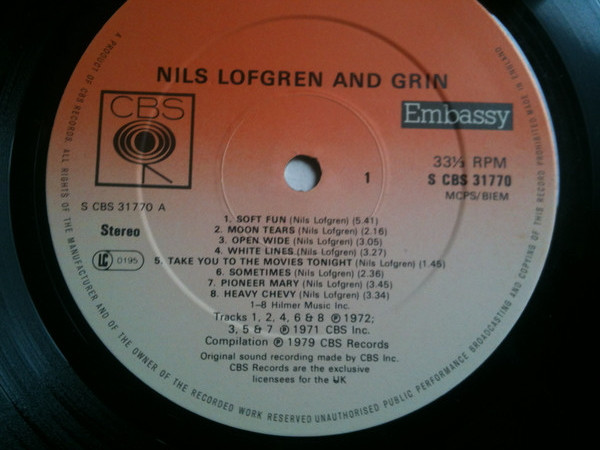 NILS LOFGREN AND GRIN
CBS
Embassy
1
33⅓ RPM
S CBS 31770
MCPS/BIEM
S CBS 31770 A
Stereo
LC 0195
1. SOFT FUN (Nils Lofgren) (5.41)
2. MOON TEARS (Nils Lofgren) (2.16)
3. OPEN WIDE (Nils Lofgren) (3.05)
4. WHITE LINES (Nils Lofgren) (3.27)
5. TAKE YOU TO THE MOVIES TONIGHT (Nils Lofgren) (1.45)
6. SOMETIMES (Nils Lofgren) (2.36)
7. PIONEER MARY (Nils Lofgren) (3.45)
8. HEAVY CHEVY (Nils Lofgren) (3.34)
1–8 Hilmer Music Inc.
Tracks 1, 2, 4, 6 & 8 ℗ 1972;
3, 5 & 7 ℗ 1971 CBS Inc.
Compilation ℗ 1979 CBS Records
Original sound recording made by CBS Inc.
CBS Records are the exclusive
licensees for the UK
A PRODUCT OF CBS RECORDS. ALL RIGHTS OF THE MANUFACTURER AND OF THE OWNER OF THE RECORDED WORK RESERVED UNAUTHORISED PUBLIC PERFORMANCE BROADCASTING AND COPYING OF THIS RECORD PROHIBITED MADE IN ENGLAND